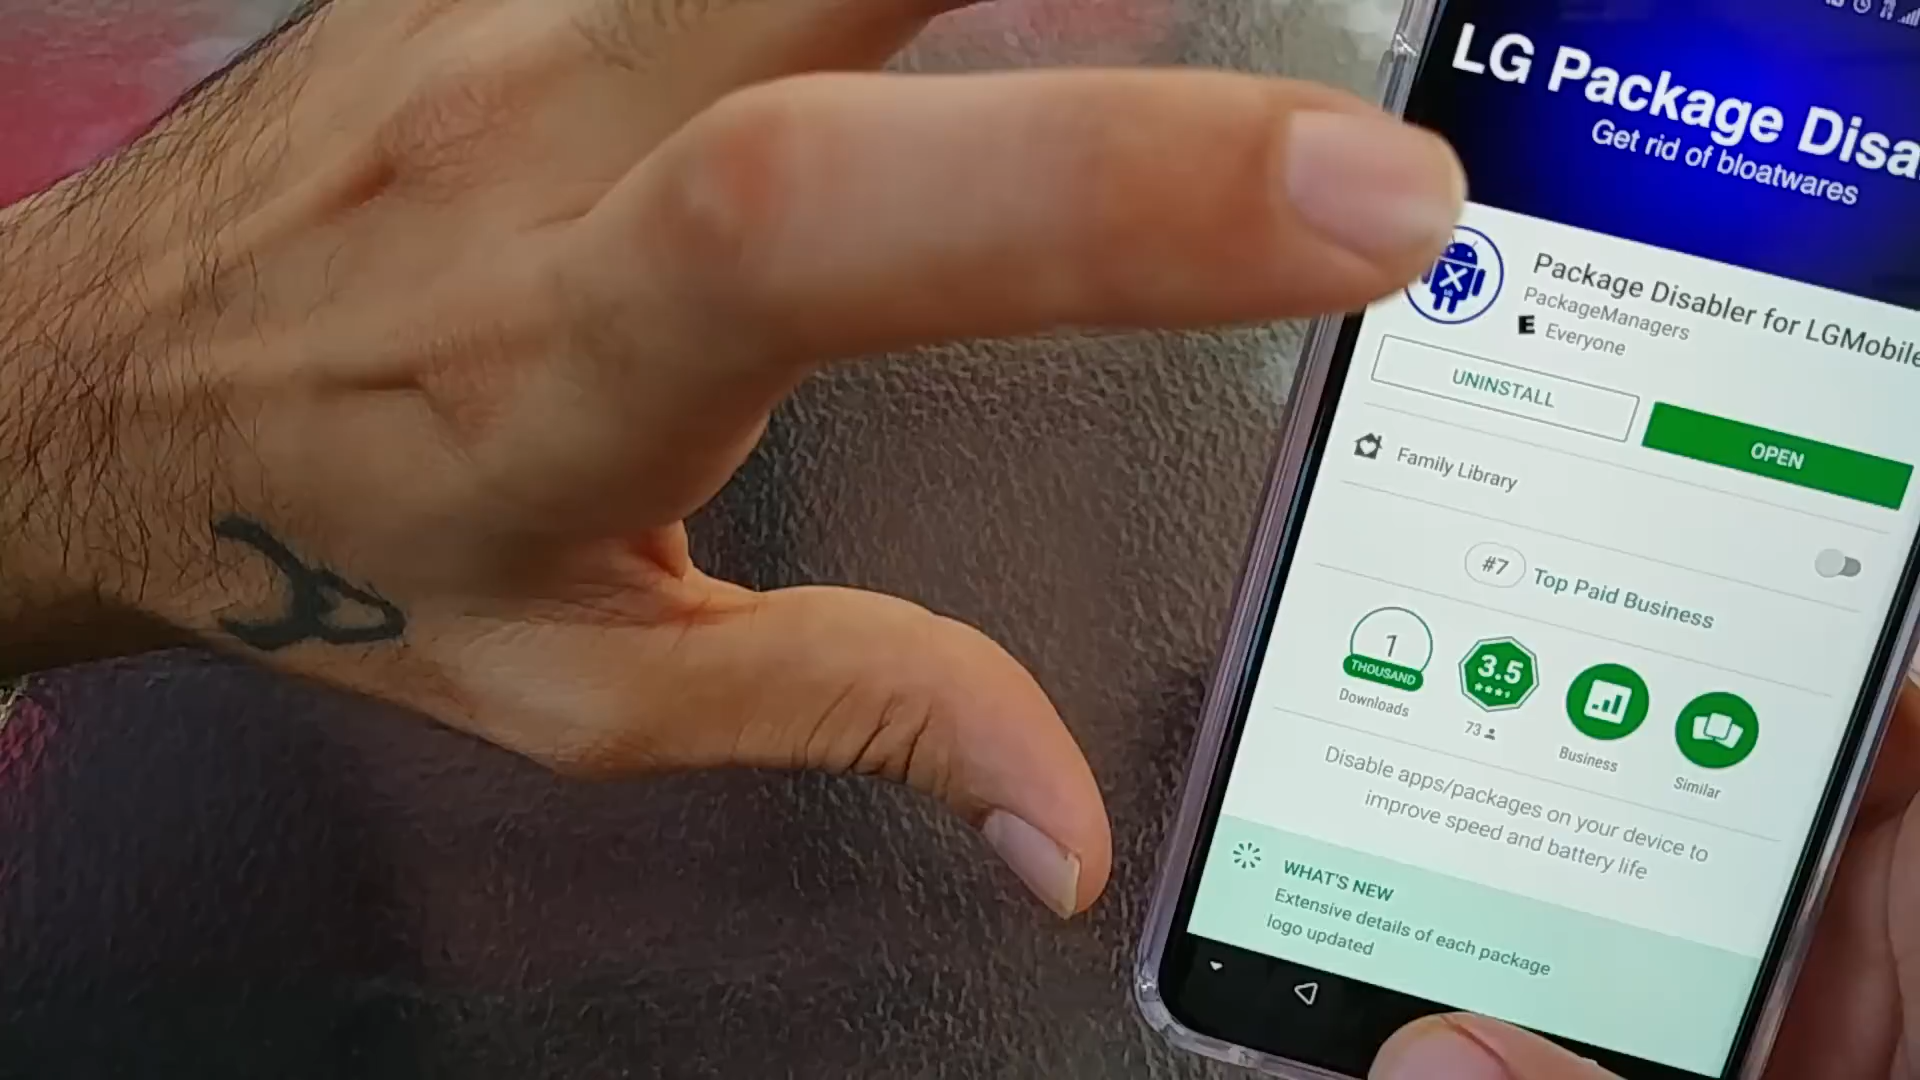 LG Package Disa
Get rid of bloatwares
Package Disabler for LGMobile
PackageManagers
E Everyone
UNINSTALL
OPEN
Family Library
#7 Top Paid Business
1
THOUSAND
Downloads
3.5
73
Business
Similar
Disable apps/packages on your device to
improve speed and battery life
WHAT'S NEW
Extensive details of each package
logo updated